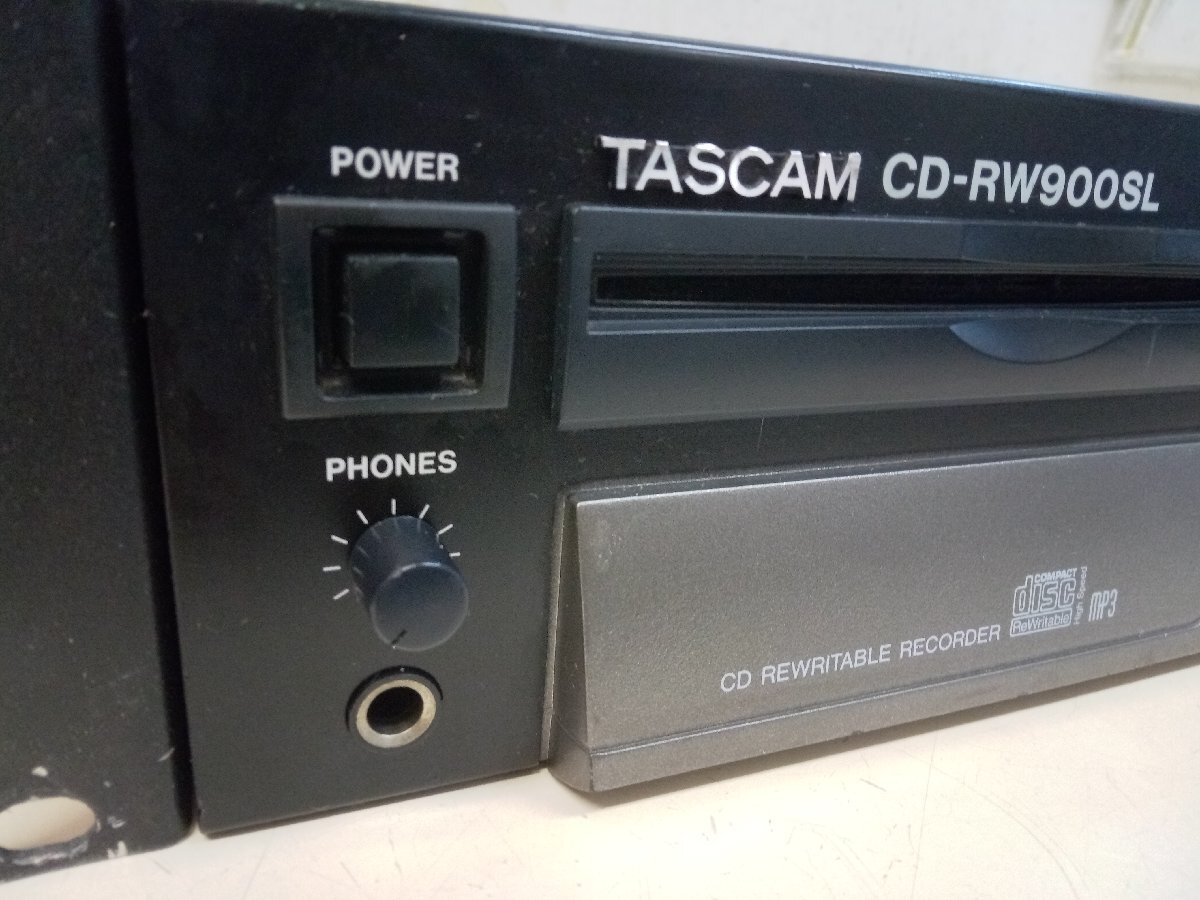 POWER
TASCAM CD-RW900SL
PHONES
COMPACT
disc
ReWritable
High Speed
MP3
CD REWRITABLE RECORDER